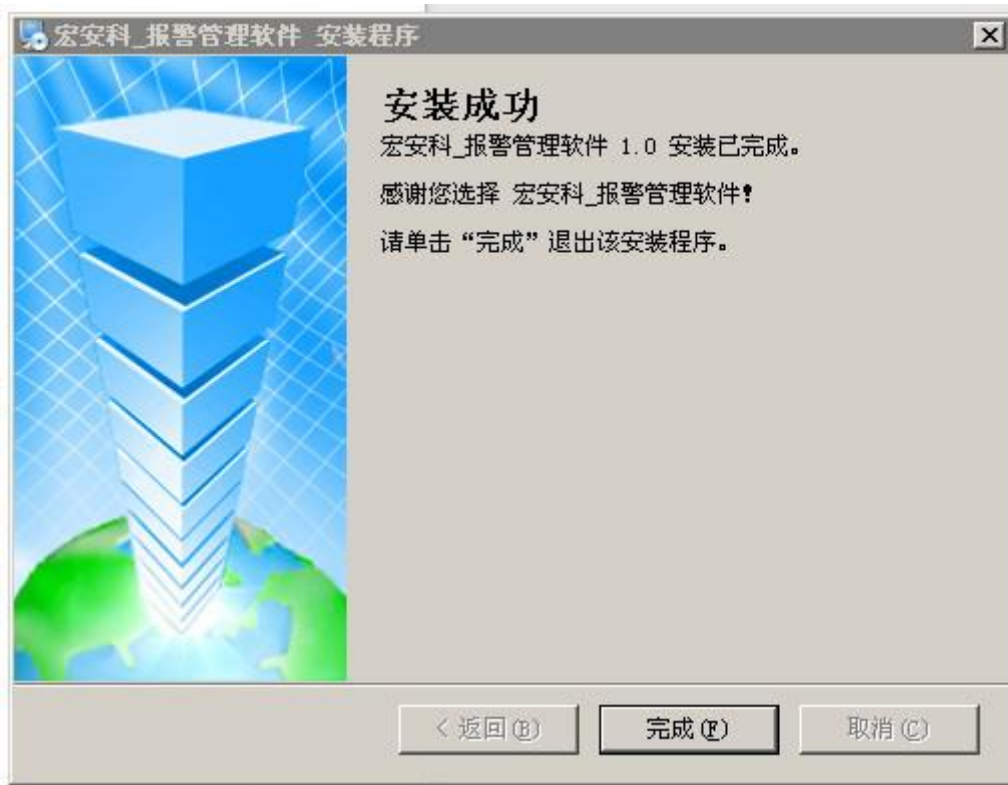 宏安科_报警管理软件 安装程序
安装成功
宏安科_报警管理软件 1.0 安装已完成。
感谢您选择 宏安科_报警管理软件!
请单击“完成”退出该安装程序。
<返回(B)
完成(F)
取消(C)